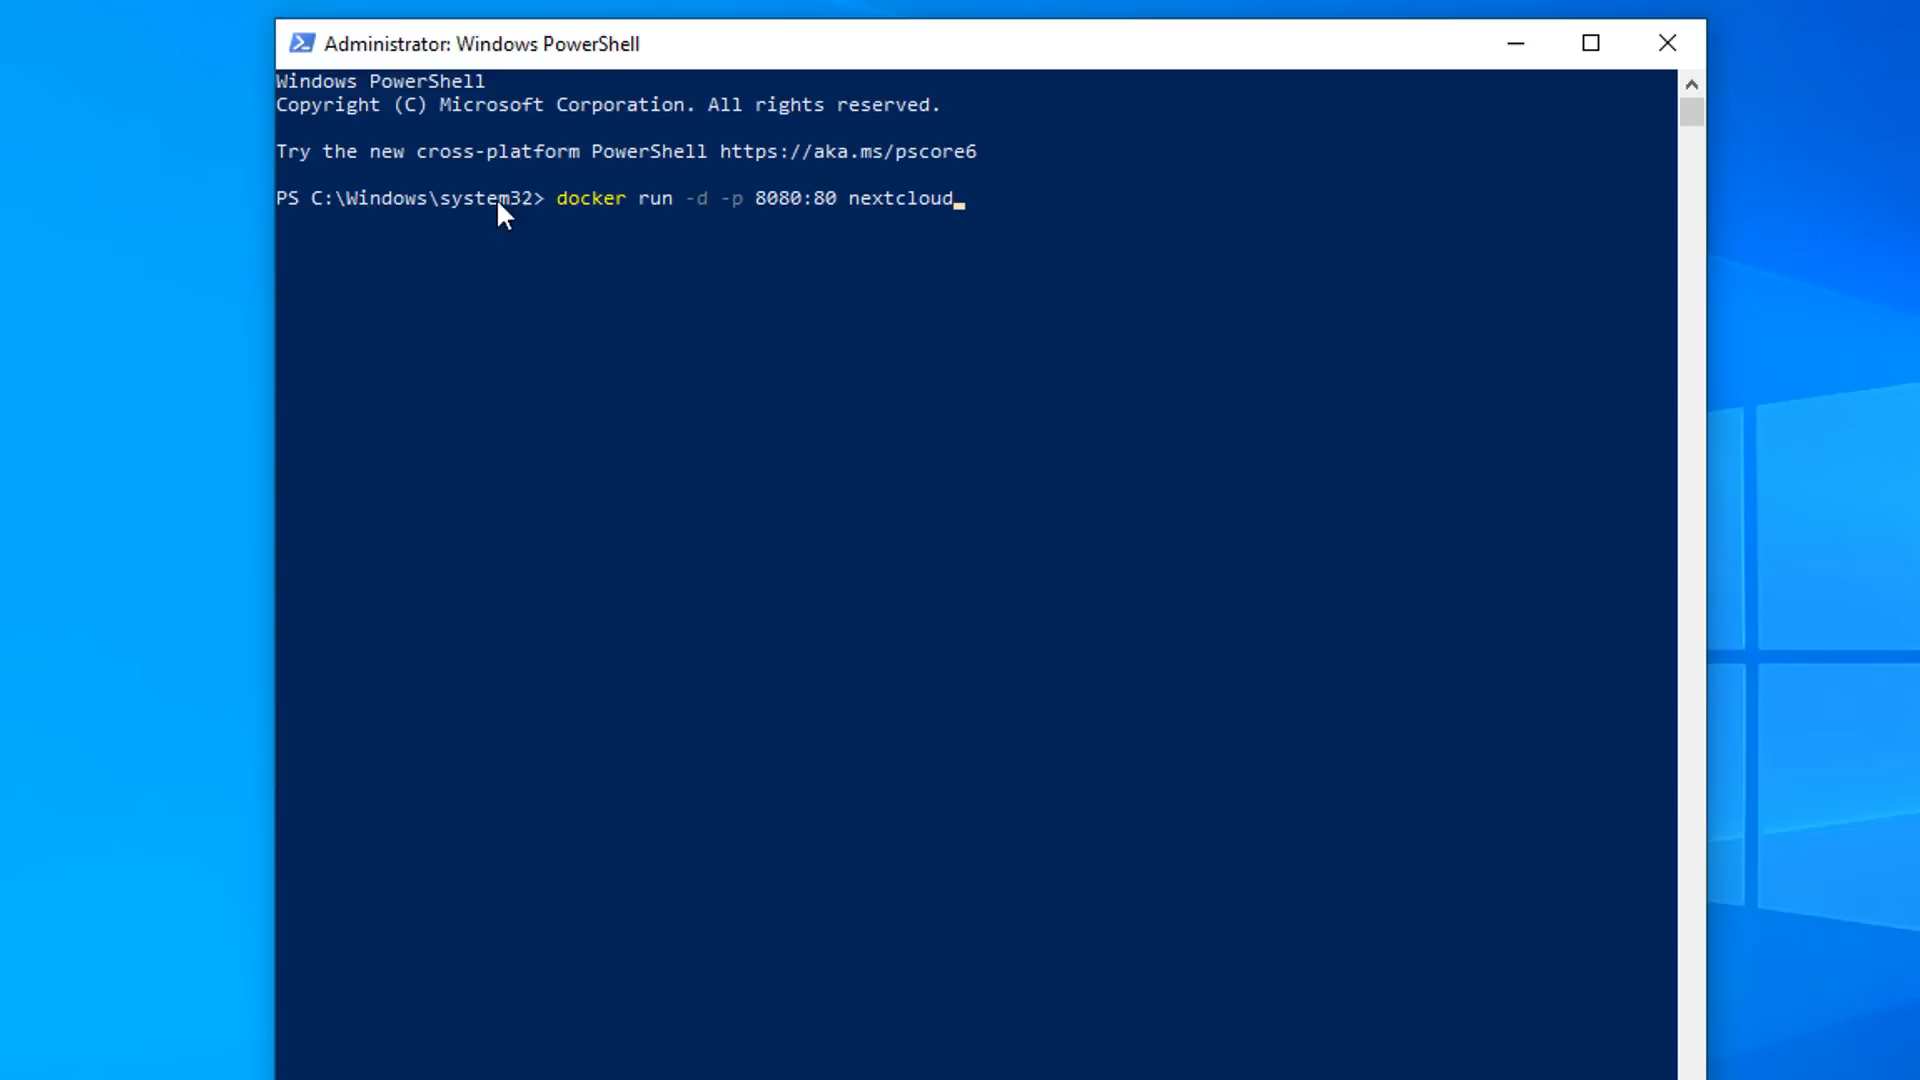 Administrator: Windows PowerShell
Windows PowerShell
Copyright (C) Microsoft Corporation. All rights reserved.
Try the new cross-platform PowerShell https://aka.ms/pscore6
PS C:\Windows\system32> docker run -d -p 8080:80 nextcloud